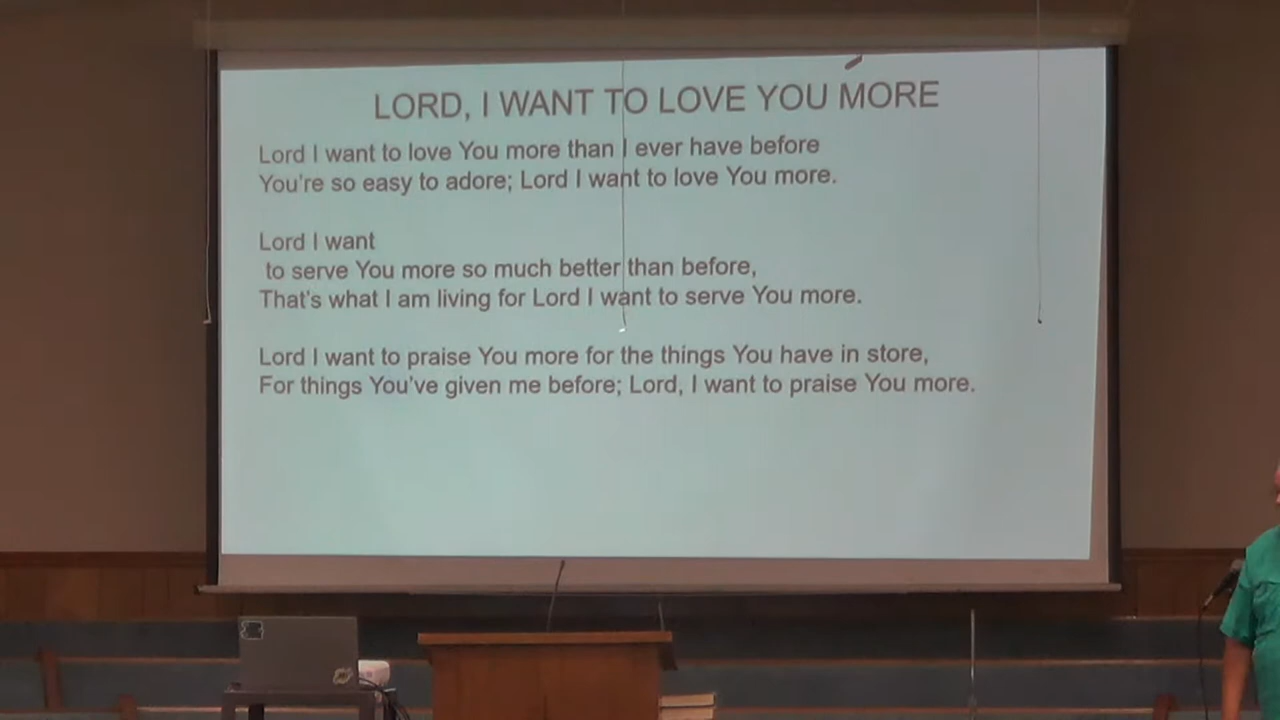 LORD, I WANT TO LOVE YOU MORE
Lord I want to love You more than I ever have before
You're so easy to adore; Lord I want to love You more.
Lord I want
to serve You more so much better than before,
That's what I am living for Lord I want to serve You more.
Lord I want to praise You more for the things You have in store,
For things You've given me before; Lord, I want to praise You more.